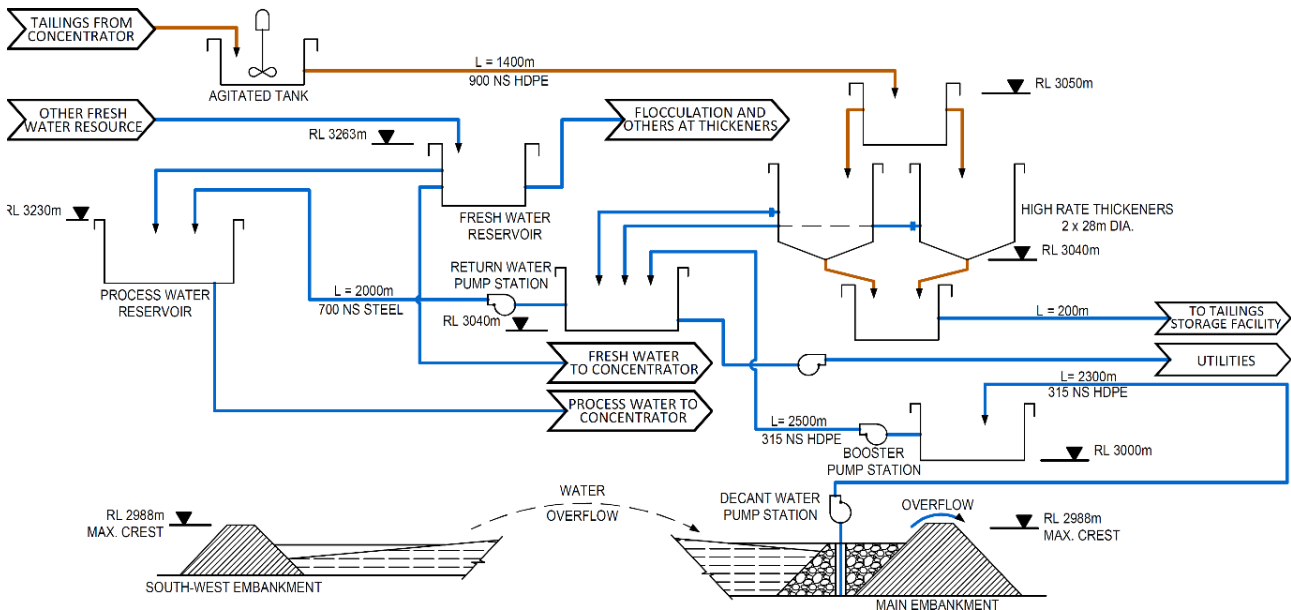 TAILINGS FROM
CONCENTRATOR
AGITATED TANK
L = 1400m
900 NS HDPE
RL 3050m
OTHER FRESH
WATER RESOURCE
RL 3263m
FLOCCULATION AND
OTHERS AT THICKENERS
RL 3230m
FRESH WATER
RESERVOIR
HIGH RATE THICKENERS
2 x 28m DIA.
RL 3040m
PROCESS WATER
RESERVOIR
L = 2000m
700 NS STEEL
RETURN WATER
PUMP STATION
RL 3040m
L = 200m
TO TAILINGS
STORAGE FACILITY
FRESH WATER
TO CONCENTRATOR
UTILITIES
PROCESS WATER TO
CONCENTRATOR
L= 2300m
315 NS HDPE
L= 2500m
315 NS HDPE
BOOSTER
PUMP STATION
RL 3000m
RL 2988m
MAX. CREST
WATER
OVERFLOW
DECANT WATER
PUMP STATION
OVERFLOW
RL 2988m
MAX. CREST
SOUTH-WEST EMBANKMENT
MAIN EMBANKMENT